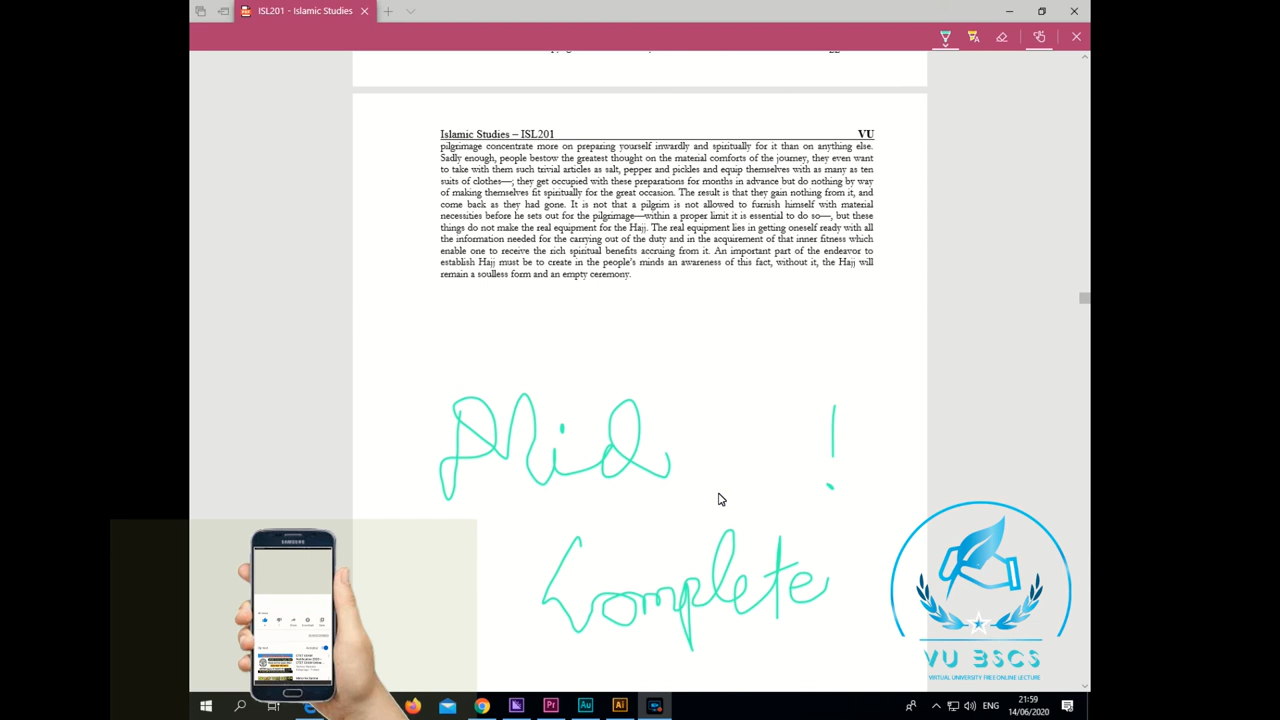 ISL201 - Islamic Studies
Islamic Studies – ISL201 VU
pilgrimage concentrate more on preparing yourself inwardly and spiritually for it than on anything else.
Sadly enough, people bestow the greatest thought on the material comforts of the journey, they even want
to take with them such trivial articles as salt, pepper and pickles and equip themselves with as many as ten
suits of clothes—; they get occupied with these preparations for months in advance but do nothing by way
of making themselves fit spiritually for the great occasion. The result is that they gain nothing from it, and
come back as they had gone. It is not that a pilgrim is not allowed to furnish himself with material
necessities before he sets out for the pilgrimage—within a proper limit it is essential to do so—, but these
things do not make the real equipment for the Hajj. The real equipment lies in getting oneself ready with all
the information needed for the carrying out of the duty and in the acquirement of that inner fitness which
enable one to receive the rich spiritual benefits accruing from it. An important part of the endeavor to
establish Hajj must be to create in the people's minds an awareness of this fact, without it, the Hajj will
remain a soulless form and an empty ceremony.
Mid !
Complete
SAMSUNG
VU BSCS
VIRTUAL UNIVERSITY FREE ONLINE LECTURE
Pr Au Ai
ENG
21:59
14/06/2020